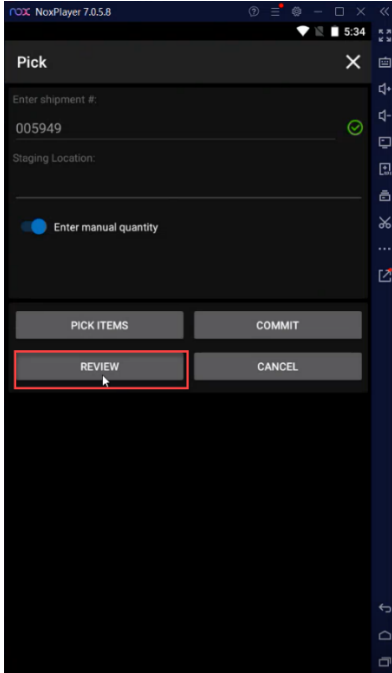 nox NoxPlayer 7.0.5.8
5:34
Pick
Enter shipment #:
005949
Staging Location:
Enter manual quantity
PICK ITEMS
COMMIT
REVIEW
CANCEL